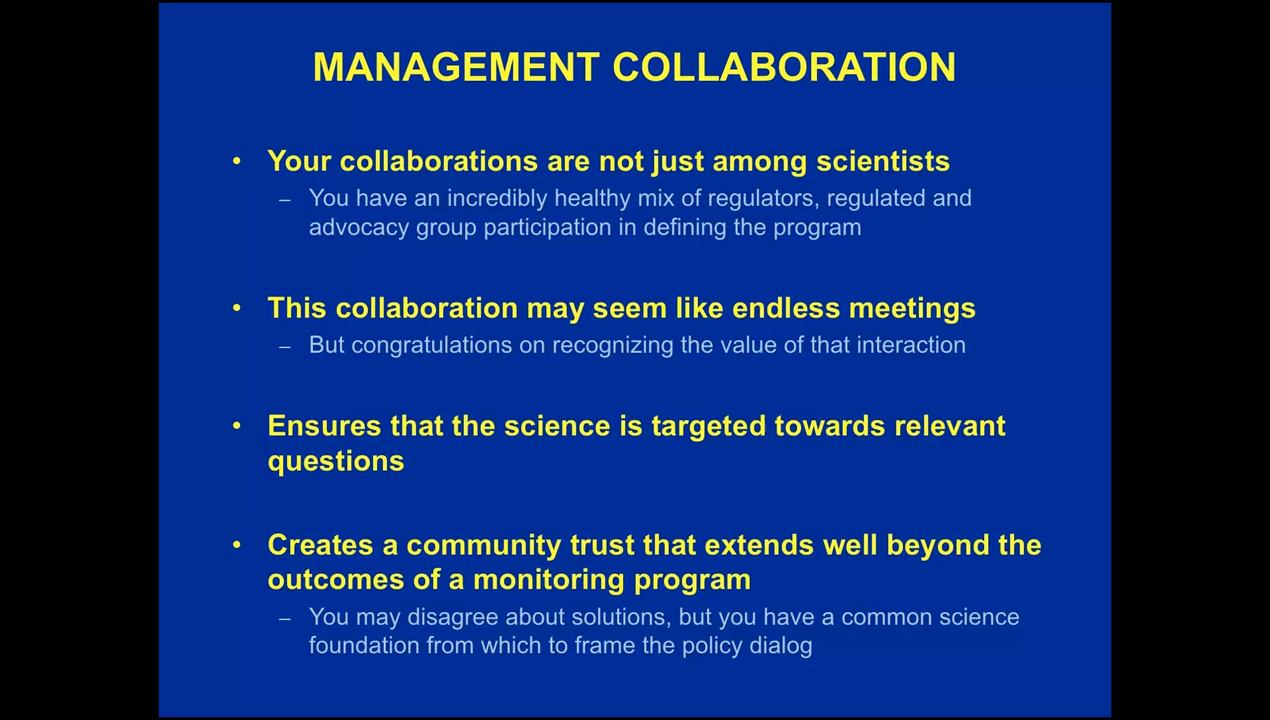 MANAGEMENT COLLABORATION
• Your collaborations are not just among scientists
– You have an incredibly healthy mix of regulators, regulated and
advocacy group participation in defining the program
• This collaboration may seem like endless meetings
– But congratulations on recognizing the value of that interaction
• Ensures that the science is targeted towards relevant
questions
• Creates a community trust that extends well beyond the
outcomes of a monitoring program
– You may disagree about solutions, but you have a common science
foundation from which to frame the policy dialog